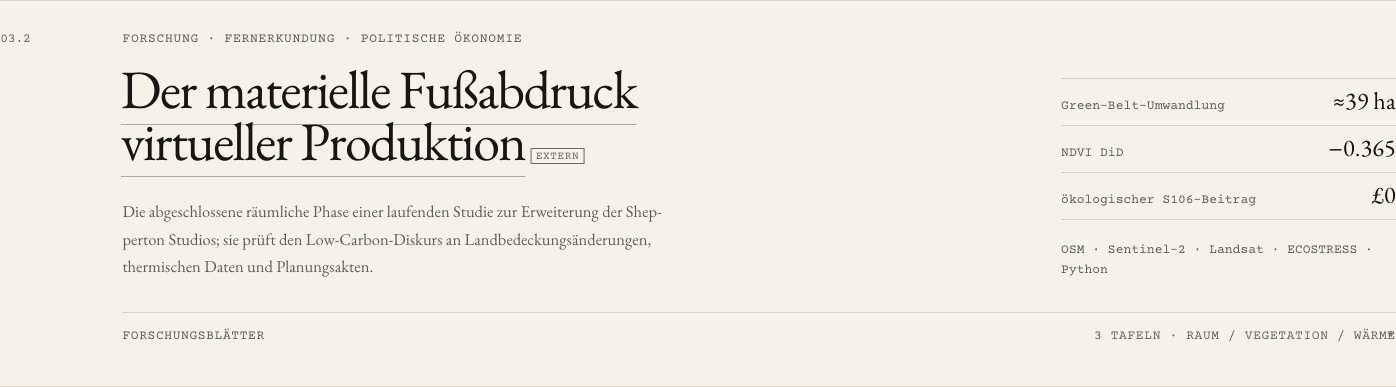 03.2
FORSCHUNG · FERNERKUNDUNG · POLITISCHE ÖKONOMIE
Der materielle Fußabdruck
virtueller Produktion EXTERN
Die abgeschlossene räumliche Phase einer laufenden Studie zur Erweiterung der Shep-
perton Studios; sie prüft den Low-Carbon-Diskurs an Landbedeckungsänderungen,
thermischen Daten und Planungsakten.
Green-Belt-Umwandlung ≈39 ha
NDVI DiD −0.365
ökologischer S106-Beitrag £0
OSM · Sentinel-2 · Landsat · ECOSTRESS ·
Python
FORSCHUNGSBLÄTTER
3 TAFELN · RAUM / VEGETATION / WÄRME